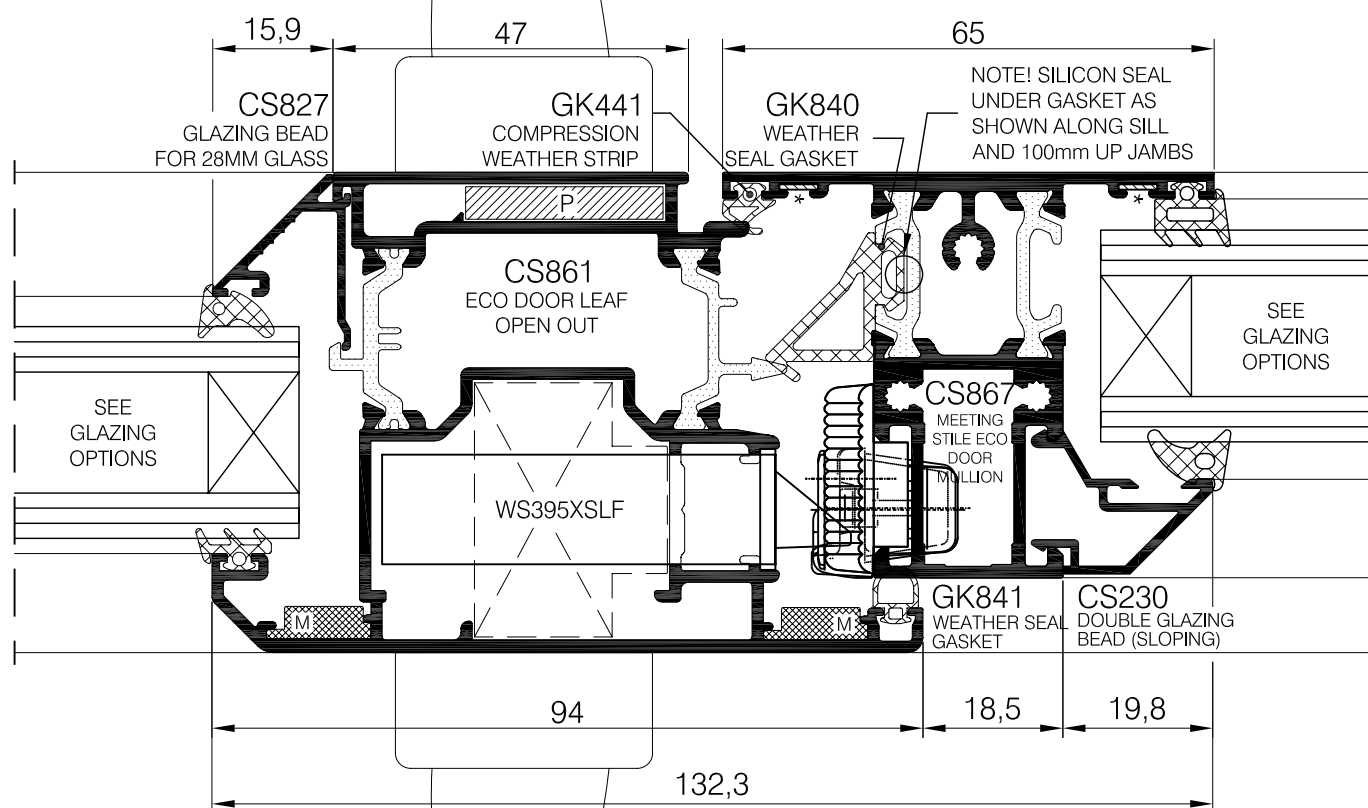 15,9
47
65
CS827
GLAZING BEAD
FOR 28MM GLASS
GK441
COMPRESSION
WEATHER STRIP
GK840
WEATHER
SEAL GASKET
NOTE! SILICON SEAL
UNDER GASKET AS
SHOWN ALONG SILL
AND 100mm UP JAMBS
P
*
*
CS861
ECO DOOR LEAF
OPEN OUT
SEE
GLAZING
OPTIONS
SEE
GLAZING
OPTIONS
CS867
MEETING
STILE ECO
DOOR
MULLION
WS395XSLF
M
M
GK841
WEATHER SEAL
GASKET
CS230
DOUBLE GLAZING
BEAD (SLOPING)
94
18,5
19,8
132,3